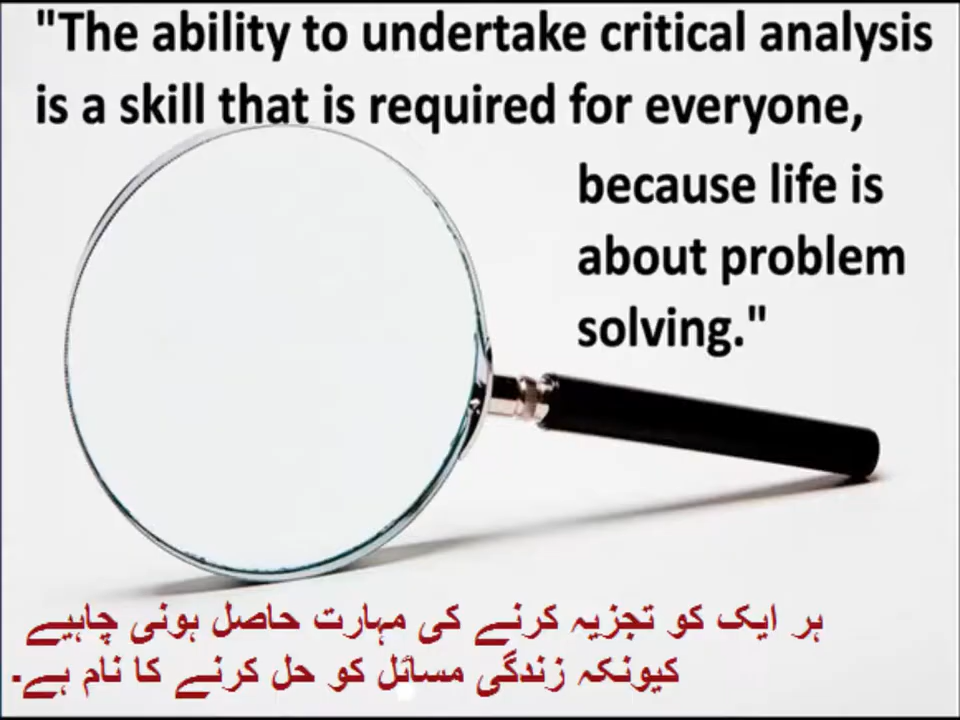 "The ability to undertake critical analysis
is a skill that is required for everyone,
because life is
about problem
solving."
ہر ایک کو تجزیہ کرنے کی مہارت حاصل ہونی چاہیے
کیونکہ زندگی مسائل کو حل کرنے کا نام ہے۔